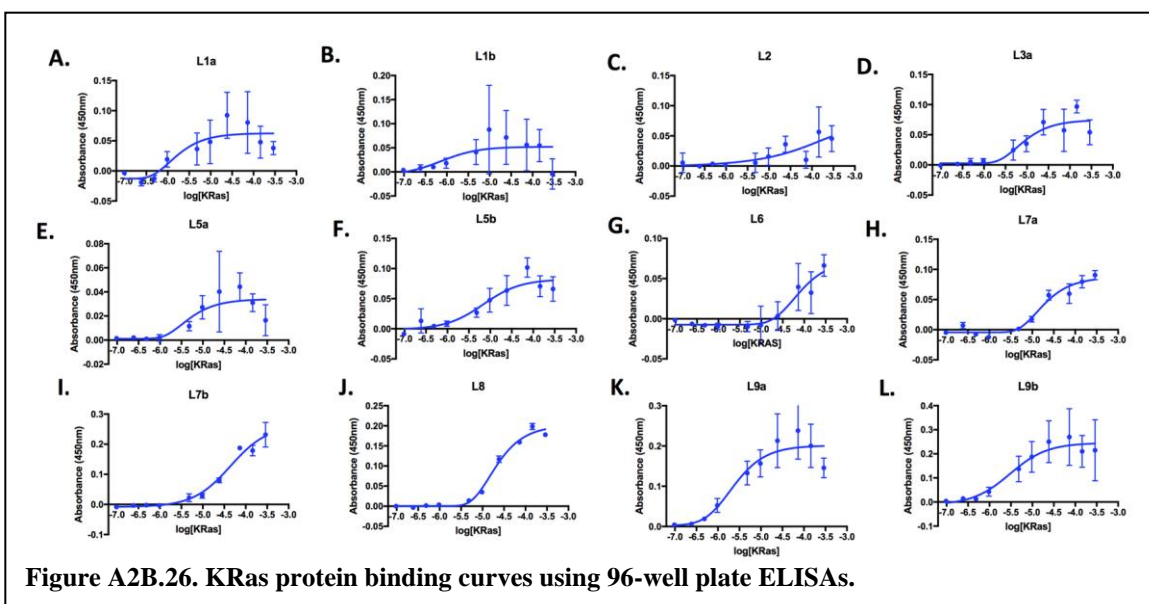 A.
L1a
Absorbance (450nm)
0.15
0.10
0.05
0.00
-0.05
-7.0 -6.5 -6.0 -5.5 -5.0 -4.5 -4.0 -3.5 -3.0
log[KRas]
B.
L1b
Absorbance (450nm)
0.20
0.15
0.10
0.05
0.00
-0.05
-7.0 -6.5 -6.0 -5.5 -5.0 -4.5 -4.0 -3.5 -3.0
log[KRas]
C.
L2
Absorbance (450nm)
0.15
0.10
0.05
0.00
-0.05
-7.0 -6.5 -6.0 -5.5 -5.0 -4.5 -4.0 -3.5 -3.0
log[KRas]
D.
L3a
Absorbance (450nm)
0.15
0.10
0.05
0.00
-0.05
-7.0 -6.5 -6.0 -5.5 -5.0 -4.5 -4.0 -3.5 -3.0
log[KRas]
E.
L5a
Absorbance (450nm)
0.08
0.06
0.04
0.02
0.00
-0.02
-7.0 -6.5 -6.0 -5.5 -5.0 -4.5 -4.0 -3.5 -3.0
log[KRas]
F.
L5b
Absorbance (450nm)
0.15
0.10
0.05
0.00
-0.05
-7.0 -6.5 -6.0 -5.5 -5.0 -4.5 -4.0 -3.5 -3.0
log[KRas]
G.
L6
Absorbance (450nm)
0.10
0.05
0.00
-0.05
-7.0 -6.5 -6.0 -5.5 -5.0 -4.5 -4.0 -3.5 -3.0
log[KRAS]
H.
L7a
Absorbance (450nm)
0.15
0.10
0.05
0.00
-0.05
-7.0 -6.5 -6.0 -5.5 -5.0 -4.5 -4.0 -3.5 -3.0
log[KRas]
I.
L7b
Absorbance (450nm)
0.3
0.2
0.1
0.0
-0.1
-7.0 -6.5 -6.0 -5.5 -5.0 -4.5 -4.0 -3.5 -3.0
log[KRas]
J.
L8
Absorbance (450nm)
0.25
0.20
0.15
0.10
0.05
0.00
-0.05
-7.0 -6.5 -6.0 -5.5 -5.0 -4.5 -4.0 -3.5 -3.0
log[KRas]
K.
L9a
Absorbance (450nm)
0.3
0.2
0.1
0.0
-7.0 -6.5 -6.0 -5.5 -5.0 -4.5 -4.0 -3.5 -3.0
log[KRas]
L.
L9b
Absorbance (450nm)
0.4
0.3
0.2
0.1
0.0
-0.1
-7.0 -6.5 -6.0 -5.5 -5.0 -4.5 -4.0 -3.5 -3.0
log[KRas]
Figure A2B.26. KRas protein binding curves using 96-well plate ELISAs.